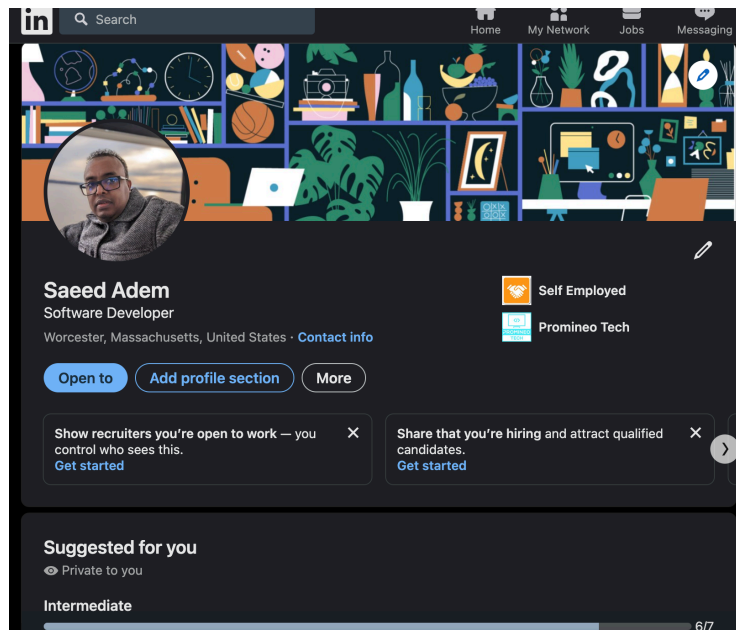 in
Search
Home
My Network
Jobs
Messaging
Saeed Adem
Software Developer
Worcester, Massachusetts, United States · Contact info
Self Employed
PROMINEO
TECH
Promineo Tech
Open to
Add profile section
More
Show recruiters you're open to work — you
control who sees this.
Get started
Share that you're hiring and attract qualified
candidates.
Get started
Suggested for you
Private to you
Intermediate
6/7